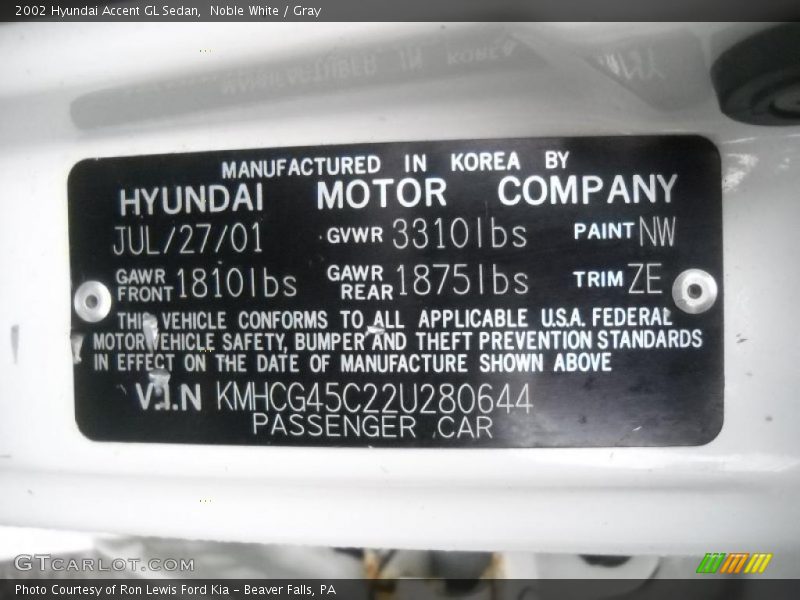 2002 Hyundai Accent GL Sedan,  Noble White / Gray
MANUFACTURED IN KOREA BY
HYUNDAI MOTOR COMPANY
JUL/27/01 GVWR 3310lbs PAINT NW
GAWR FRONT 1810lbs GAWR REAR 1875lbs TRIM ZE
THIS VEHICLE CONFORMS TO ALL APPLICABLE U.S.A. FEDERAL
MOTOR VEHICLE SAFETY, BUMPER AND THEFT PREVENTION STANDARDS
IN EFFECT ON THE DATE OF MANUFACTURE SHOWN ABOVE
V.I.N KMHCG45C22U280644
PASSENGER CAR
GTCARLOT.COM
Photo Courtesy of Ron Lewis Ford Kia - Beaver Falls, PA